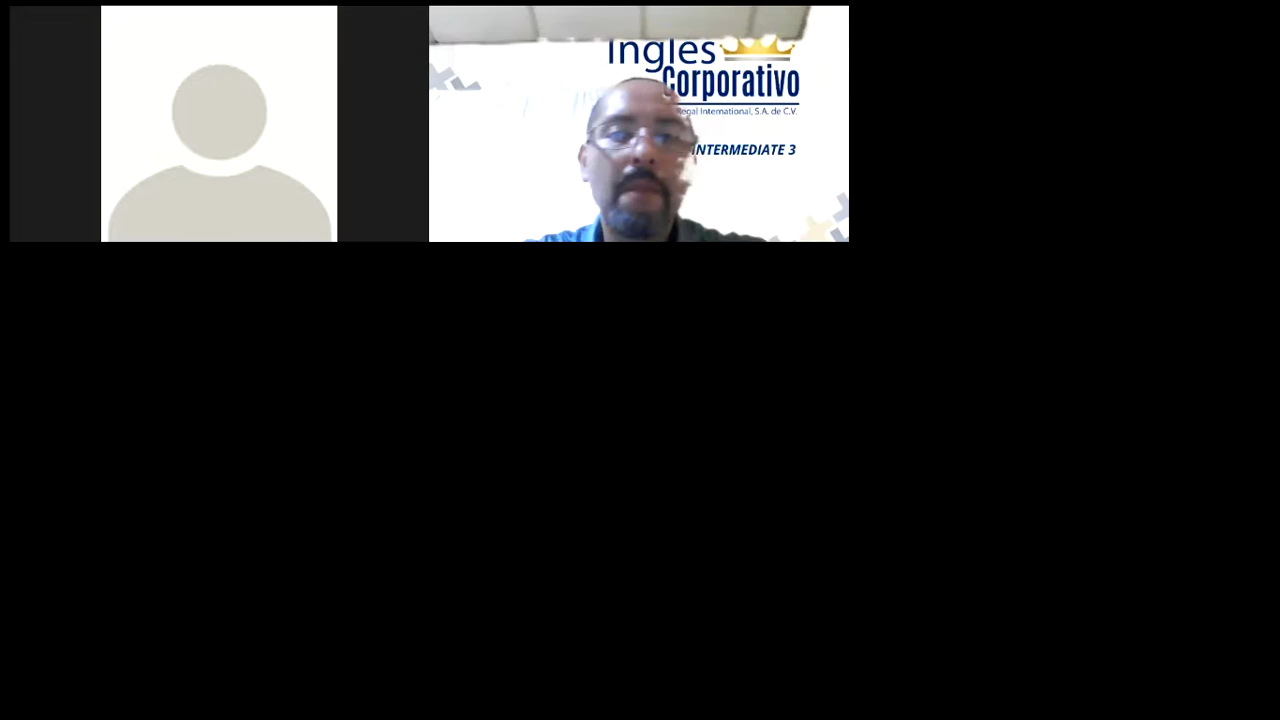 Ingles
Corporativo
Regal International, S.A. de C.V.
INTERMEDIATE 3